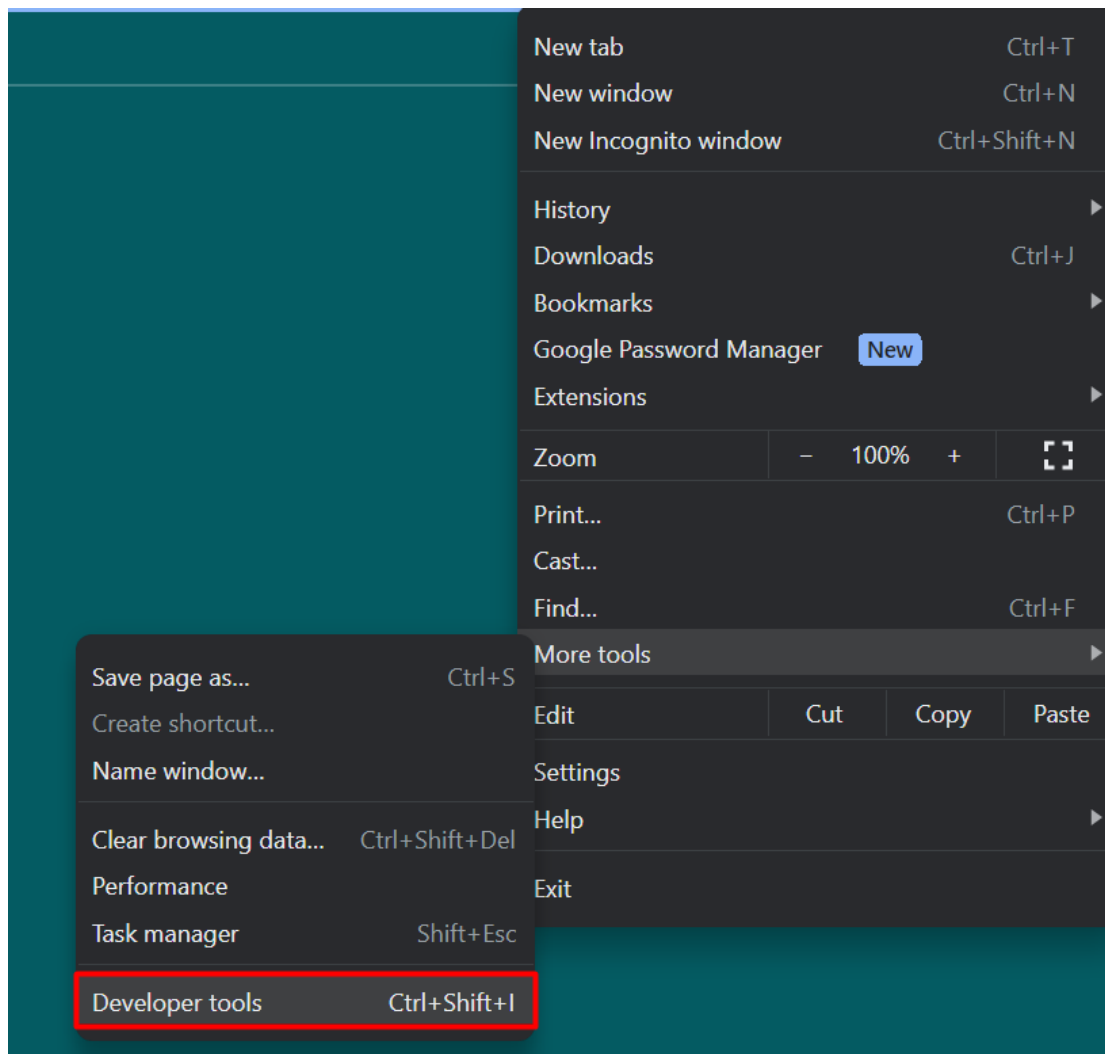 New tab Ctrl+T
New window Ctrl+N
New Incognito window Ctrl+Shift+N
History
Downloads Ctrl+J
Bookmarks
Google Password Manager New
Extensions
Zoom − 100% +
Print... Ctrl+P
Cast...
Find... Ctrl+F
More tools
Edit Cut Copy Paste
Settings
Help
Exit
Save page as... Ctrl+S
Create shortcut...
Name window...
Clear browsing data... Ctrl+Shift+Del
Performance
Task manager Shift+Esc
Developer tools Ctrl+Shift+I